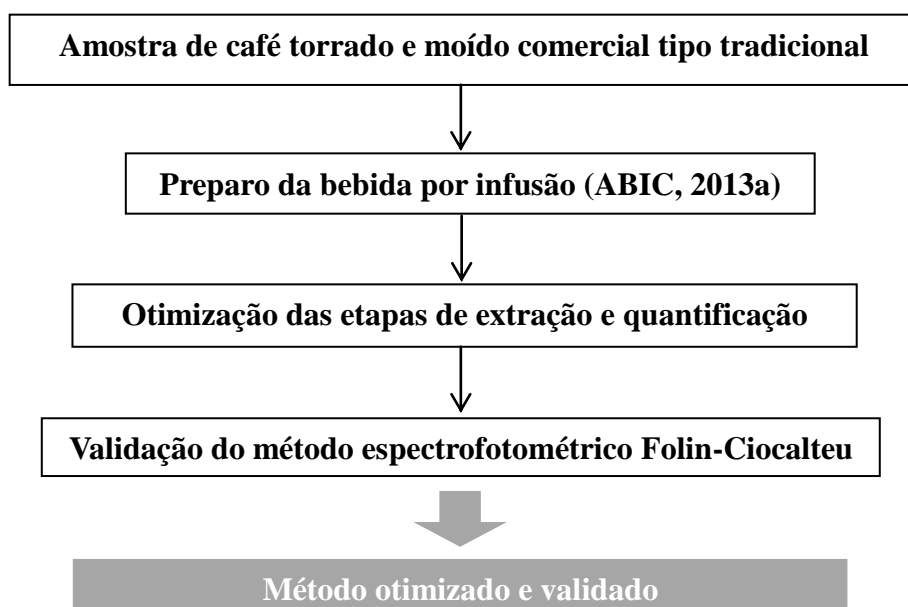 Amostra de café torrado e moído comercial tipo tradicional
Preparo da bebida por infusão (ABIC, 2013a)
Otimização das etapas de extração e quantificação
Validação do método espectrofotométrico Folin-Ciocalteu
Método otimizado e validado